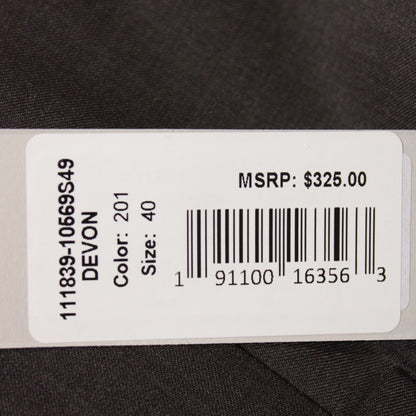 111839-10569S49
DEVON
Color: 201
Size: 40
MSRP: $325.00
1 91100 16356 3